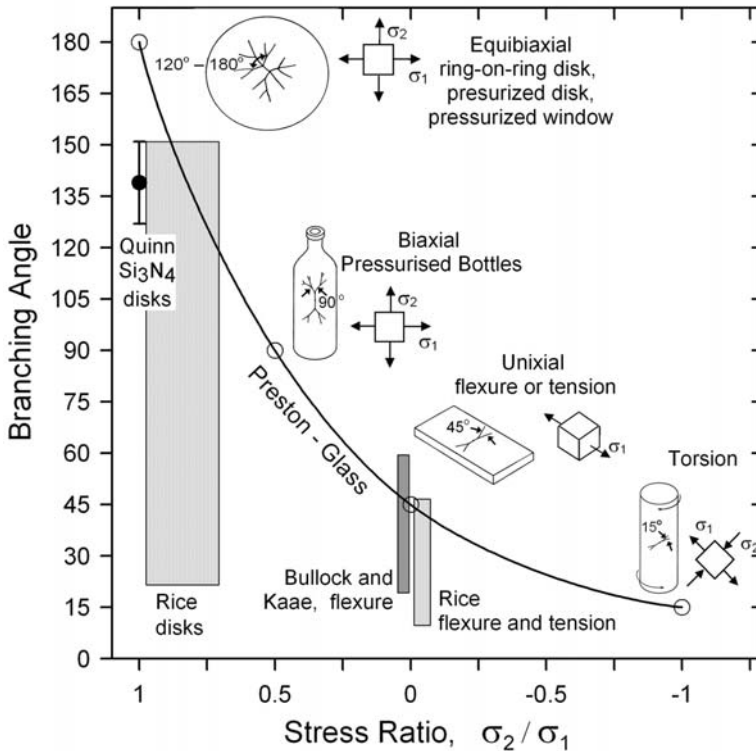 Branching Angle
180
165
150
135
120
105
90
75
60
45
30
15
0
120° – 180°
σ2
σ1
Equibiaxial
ring-on-ring disk,
presurized disk,
pressurized window
Quinn
Si3N4
disks
Rice
disks
90°
Biaxial
Pressurised Bottles
σ2
σ1
Preston - Glass
Unixial
flexure or tension
45°
σ1
Torsion
15°
σ1
σ2
Bullock and
Kaae, flexure
Rice
flexure and tension
1
0.5
0
-0.5
-1
Stress Ratio, σ2 / σ1